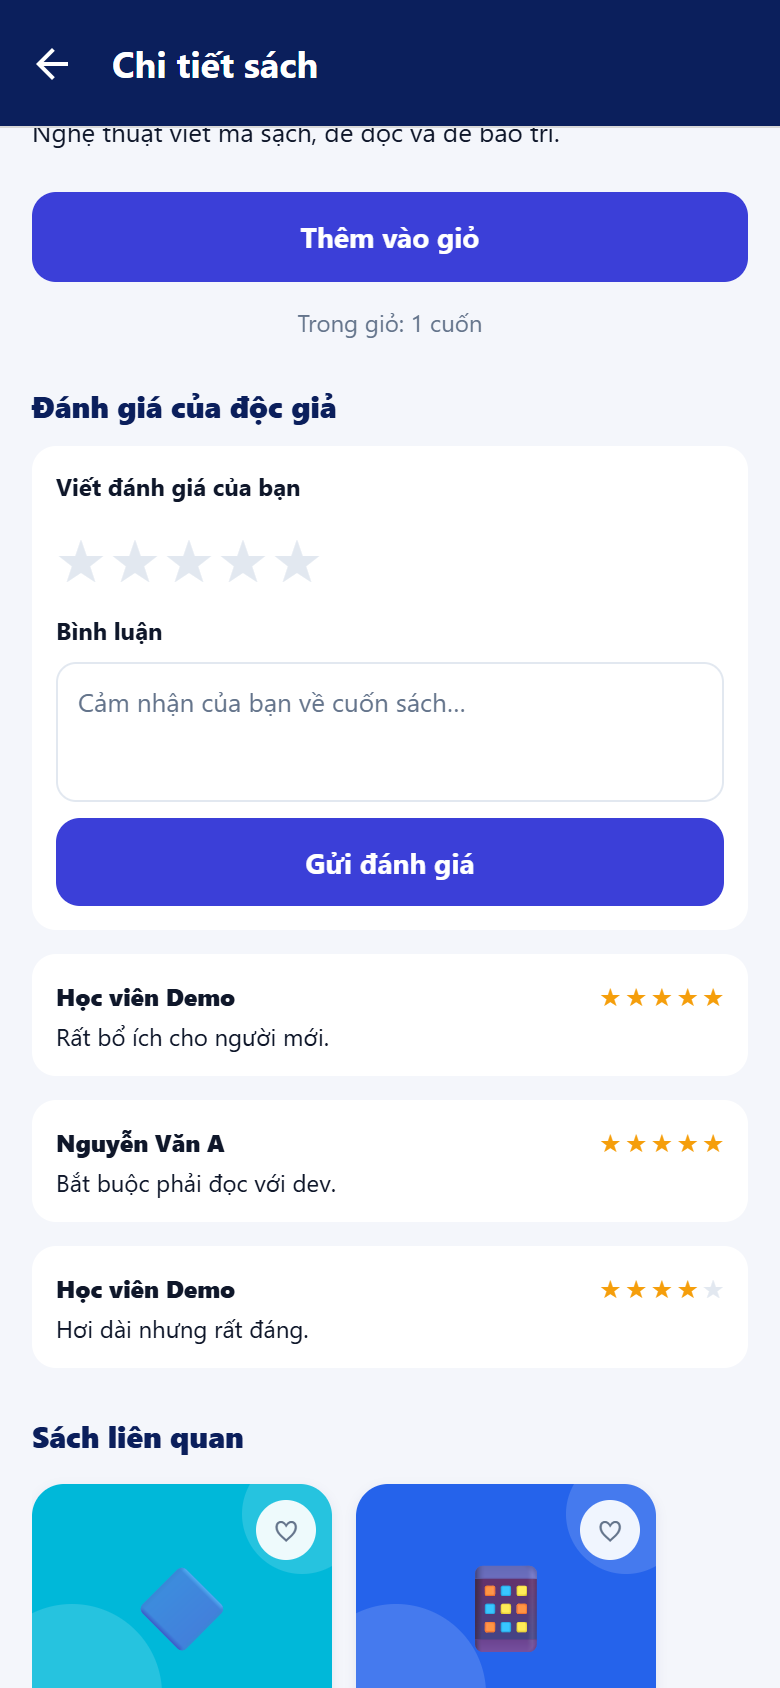 Chi tiết sách
Nghệ thuật viết mã sạch, dễ đọc và dễ bảo trì.
Thêm vào giỏ
Trong giỏ: 1 cuốn
Đánh giá của độc giả
Viết đánh giá của bạn
Bình luận
Cảm nhận của bạn về cuốn sách...
Gửi đánh giá
Học viên Demo
Rất bổ ích cho người mới.
Nguyễn Văn A
Bắt buộc phải đọc với dev.
Học viên Demo
Hơi dài nhưng rất đáng.
Sách liên quan